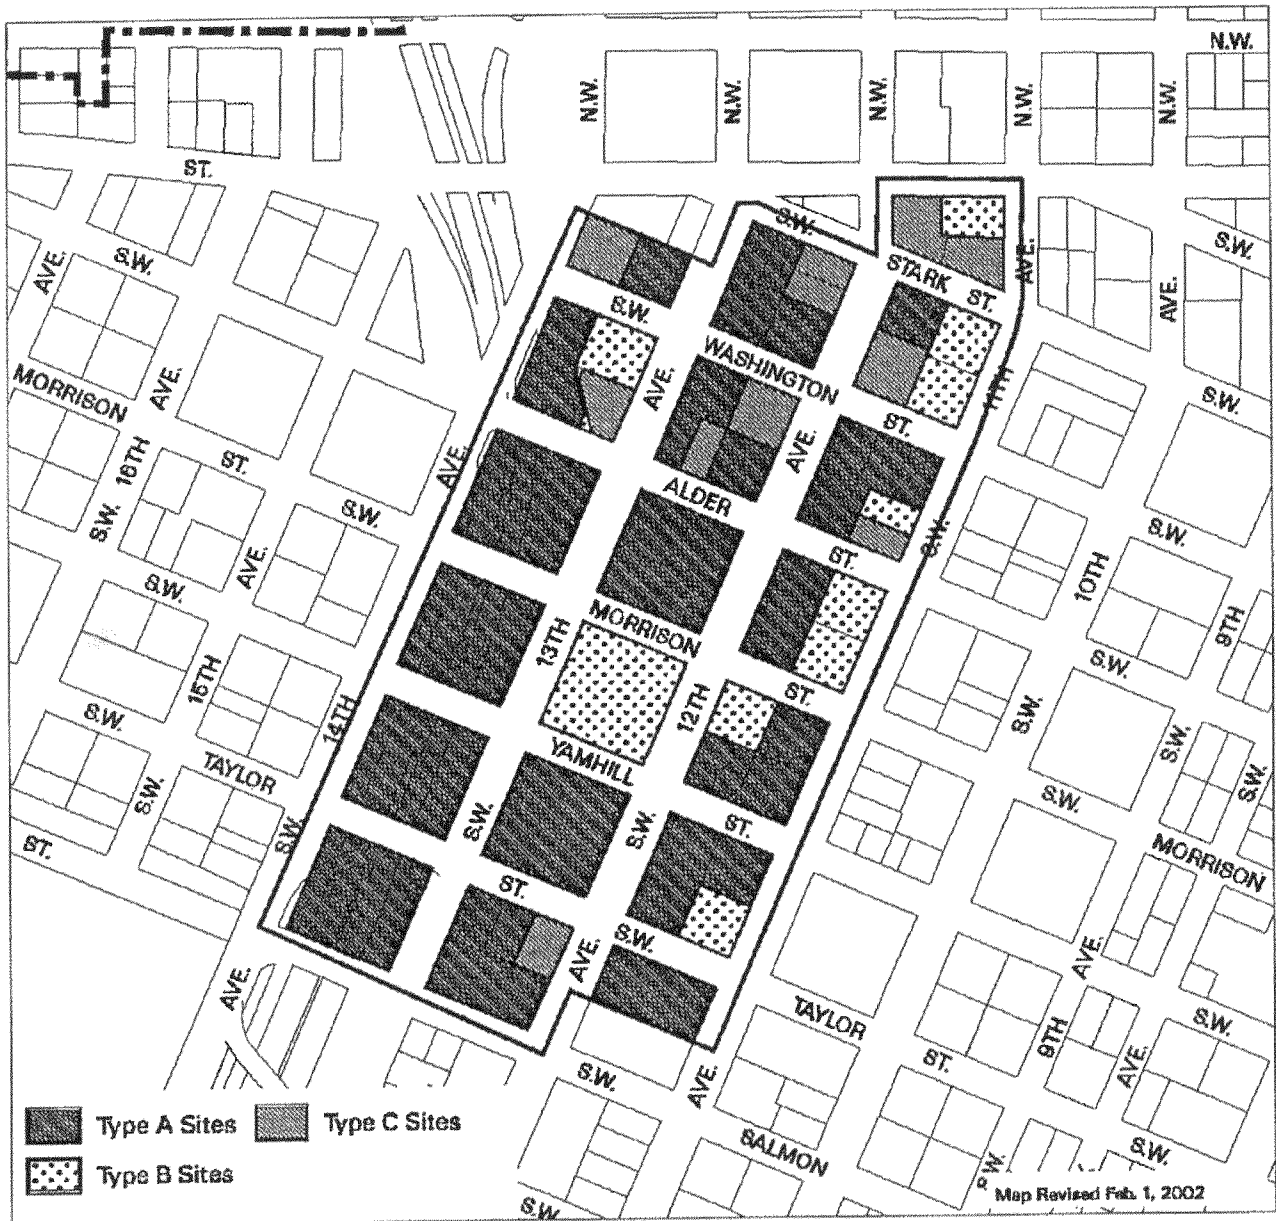 N.W.
N.W.
N.W.
N.W.
N.W.
N.W.
ST.
S.W.
S.W.
AVE.
S.W.
AVE.
STARK
ST.
S.W.
AVE.
S.W.
MORRISON
AVE.
WASHINGTON
AVE.
11TH
S.W.
ST.
16TH
ST.
AVE.
AVE.
S.W.
S.W.
ALDER
S.W.
S.W.
AVE.
ST.
10TH
S.W.
9TH
S.W.
13TH
MORRISON
15TH
14TH
12TH
ST.
S.W.
S.W.
S.W.
TAYLOR
YAMHILL
S.W.
S.W.
S.W.
S.W.
S.W.
S.W.
ST.
ST.
MORRISON
ST.
S.W.
AVE.
AVE.
AVE.
TAYLOR
S.W.
9TH
ST.
AVE.
S.W.
AVE.
SALMON
S.W.
S.W.
Type A Sites
Type C Sites
Type B Sites
Map Revised Feb. 1, 2002